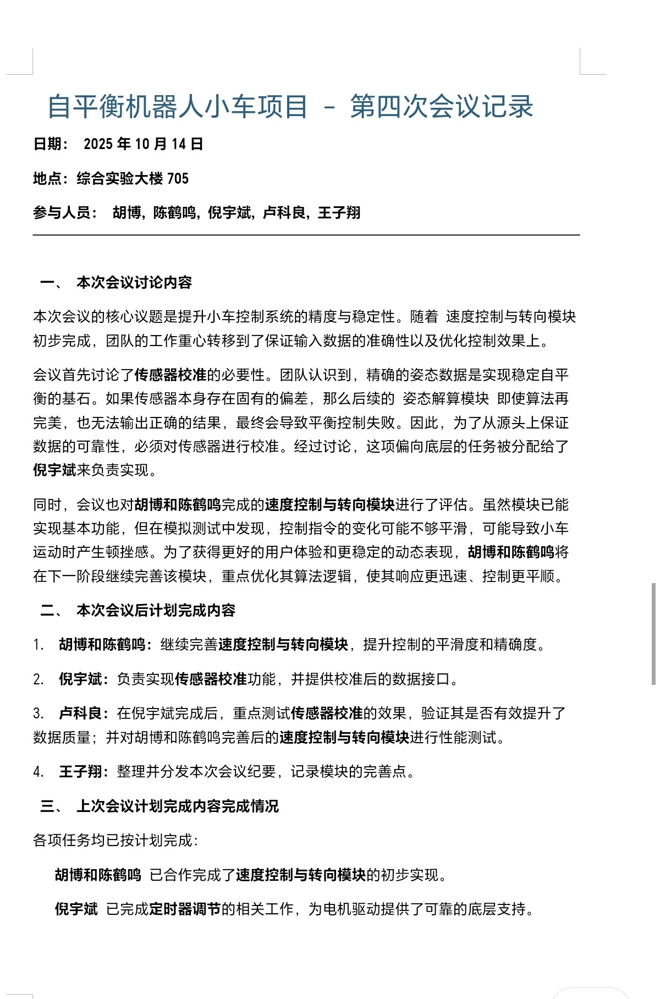 自平衡机器人小车项目 - 第四次会议记录
日期： 2025 年 10 月 14 日
地点：综合实验大楼 705
参与人员： 胡博, 陈鹤鸣, 倪宇斌, 卢科良, 王子翔
一、 本次会议讨论内容
本次会议的核心议题是提升小车控制系统的精度与稳定性。随着 速度控制与转向模块
初步完成，团队的工作重心转移到了保证输入数据的准确性以及优化控制效果上。
会议首先讨论了传感器校准的必要性。团队认识到，精确的姿态数据是实现稳定自平
衡的基石。如果传感器本身存在固有的偏差，那么后续的 姿态解算模块 即使算法再
完美，也无法输出正确的结果，最终会导致平衡控制失败。因此，为了从源头上保证
数据的可靠性，必须对传感器进行校准。经过讨论，这项偏向底层的任务被分配给了
倪宇斌来负责实现。
同时，会议也对胡博和陈鹤鸣完成的速度控制与转向模块进行了评估。虽然模块已能
实现基本功能，但在模拟测试中发现，控制指令的变化可能不够平滑，可能导致小车
运动时产生顿挫感。为了获得更好的用户体验和更稳定的动态表现，胡博和陈鹤鸣将
在下一阶段继续完善该模块，重点优化其算法逻辑，使其响应更迅速、控制更平顺。
二、 本次会议后计划完成内容
1. 胡博和陈鹤鸣：继续完善速度控制与转向模块，提升控制的平滑度和精确度。
2. 倪宇斌：负责实现传感器校准功能，并提供校准后的数据接口。
3. 卢科良：在倪宇斌完成后，重点测试传感器校准的效果，验证其是否有效提升了
数据质量；并对胡博和陈鹤鸣完善后的速度控制与转向模块进行性能测试。
4. 王子翔：整理并分发本次会议纪要，记录模块的完善点。
三、 上次会议计划完成内容完成情况
各项任务均已按计划完成：
胡博和陈鹤鸣 已合作完成了速度控制与转向模块的初步实现。
倪宇斌 已完成定时器调节的相关工作，为电机驱动提供了可靠的底层支持。